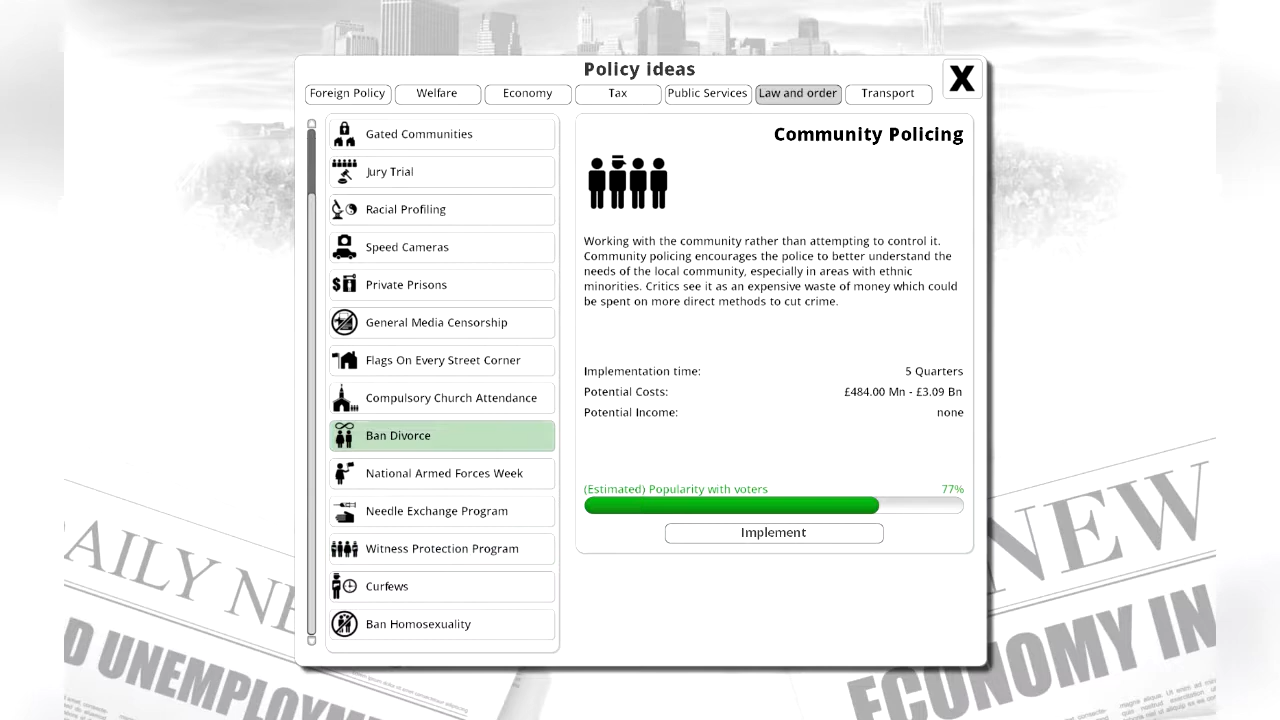 Policy ideas
X
Foreign Policy
Welfare
Economy
Tax
Public Services
Law and order
Transport
Gated Communities
Jury Trial
Racial Profiling
Speed Cameras
Private Prisons
General Media Censorship
Flags On Every Street Corner
Compulsory Church Attendance
Ban Divorce
National Armed Forces Week
Needle Exchange Program
Witness Protection Program
Curfews
Ban Homosexuality
Community Policing
Working with the community rather than attempting to control it.
Community policing encourages the police to better understand the
needs of the local community, especially in areas with ethnic
minorities. Critics see it as an expensive waste of money which could
be spent on more direct methods to cut crime.
Implementation time: 5 Quarters
Potential Costs: £484.00 Mn - £3.09 Bn
Potential Income: none
(Estimated) Popularity with voters 77%
Implement
AILY NE
D UNEMPLOYM
NEW
ECONOMY IN